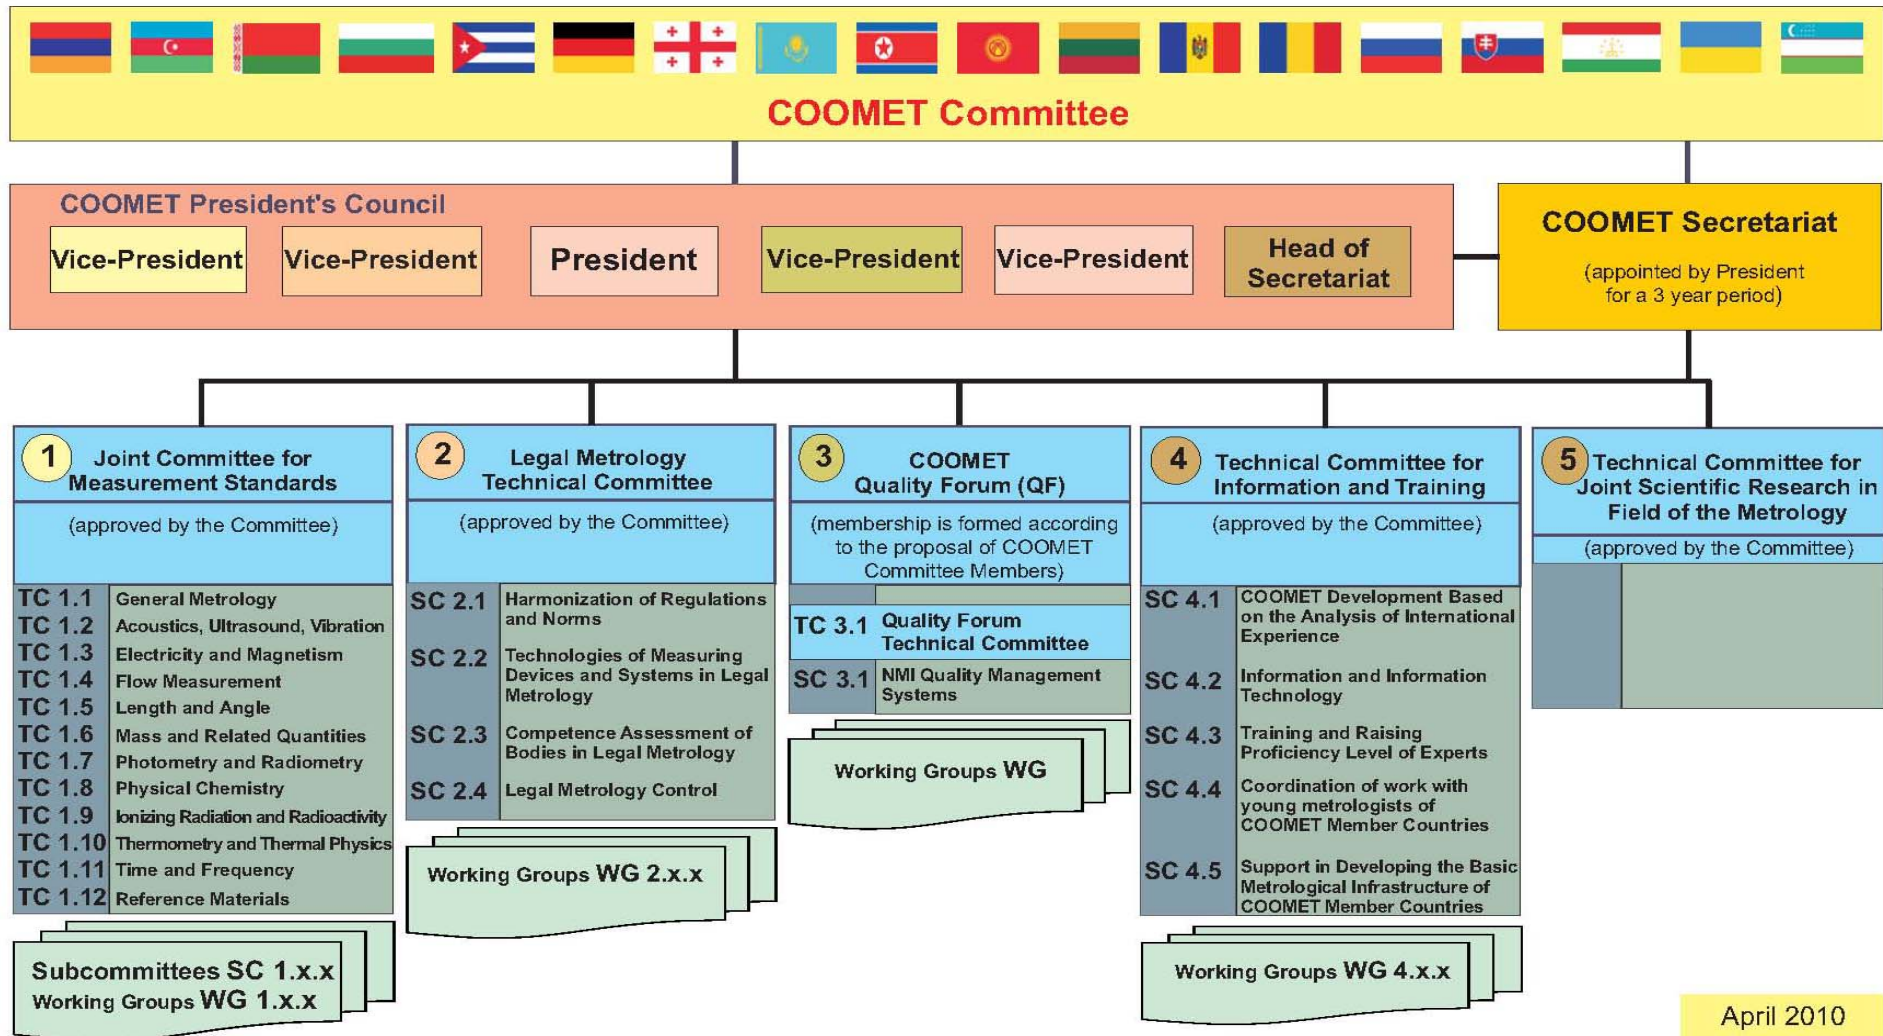 COOMET Committee
COOMET President's Council
Vice-President
Vice-President
President
Vice-President
Vice-President
Head of
Secretariat
COOMET Secretariat
(appointed by President
for a 3 year period)
1
Joint Committee for
Measurement Standards
(approved by the Committee)
TC 1.1 General Metrology
TC 1.2 Acoustics, Ultrasound, Vibration
TC 1.3 Electricity and Magnetism
TC 1.4 Flow Measurement
TC 1.5 Length and Angle
TC 1.6 Mass and Related Quantities
TC 1.7 Photometry and Radiometry
TC 1.8 Physical Chemistry
TC 1.9 Ionizing Radiation and Radioactivity
TC 1.10 Thermometry and Thermal Physics
TC 1.11 Time and Frequency
TC 1.12 Reference Materials
Subcommittees SC 1.x.x
Working Groups WG 1.x.x
2
Legal Metrology
Technical Committee
(approved by the Committee)
SC 2.1 Harmonization of Regulations
and Norms
SC 2.2 Technologies of Measuring
Devices and Systems in Legal
Metrology
SC 2.3 Competence Assessment of
Bodies in Legal Metrology
SC 2.4 Legal Metrology Control
Working Groups WG 2.x.x
3
COOMET
Quality Forum (QF)
(membership is formed according
to the proposal of COOMET
Committee Members)
TC 3.1 Quality Forum
Technical Committee
SC 3.1 NMI Quality Management
Systems
Working Groups WG
4
Technical Committee for
Information and Training
(approved by the Committee)
SC 4.1 COOMET Development Based
on the Analysis of International
Experience
SC 4.2 Information and Information
Technology
SC 4.3 Training and Raising
Proficiency Level of Experts
SC 4.4 Coordination of work with
young metrologists of
COOMET Member Countries
SC 4.5 Support in Developing the Basic
Metrological Infrastructure of
COOMET Member Countries
Working Groups WG 4.x.x
5
Technical Committee for
Joint Scientific Research in
Field of the Metrology
(approved by the Committee)
April 2010